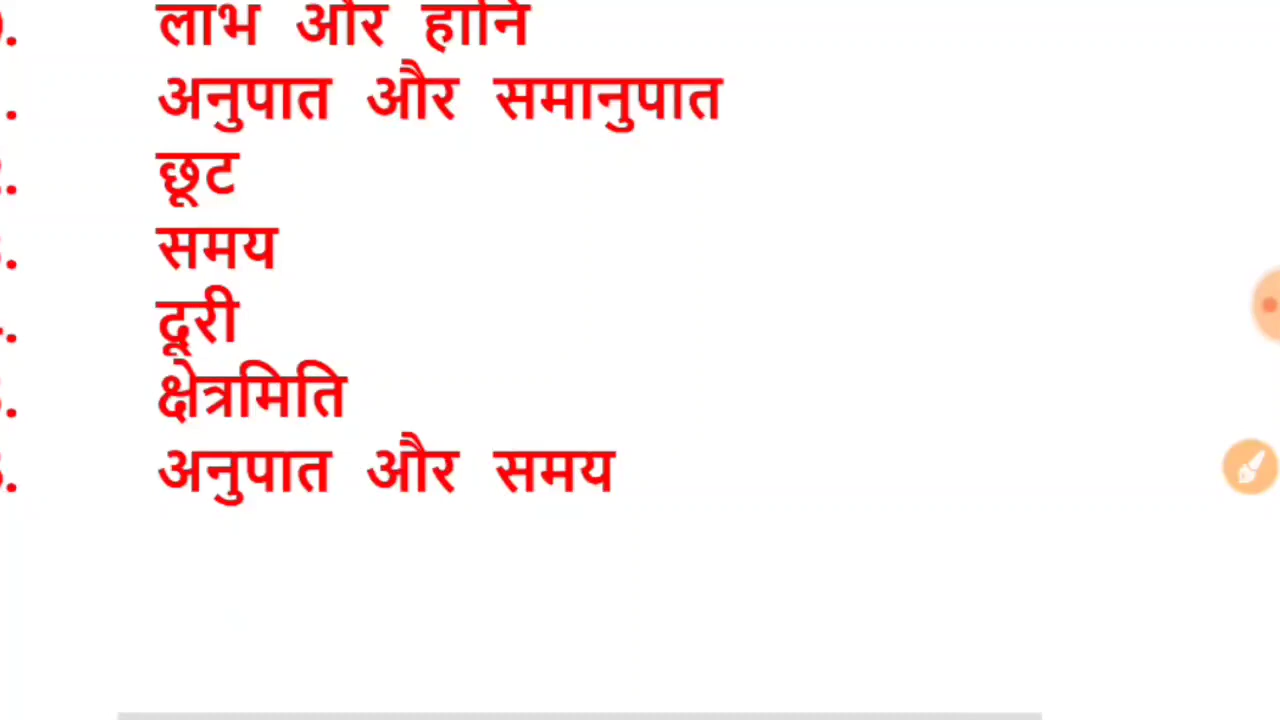 लाभ और हानि
अनुपात और समानुपात
छूट
समय
दूरी
क्षेत्रमिति
अनुपात और समय